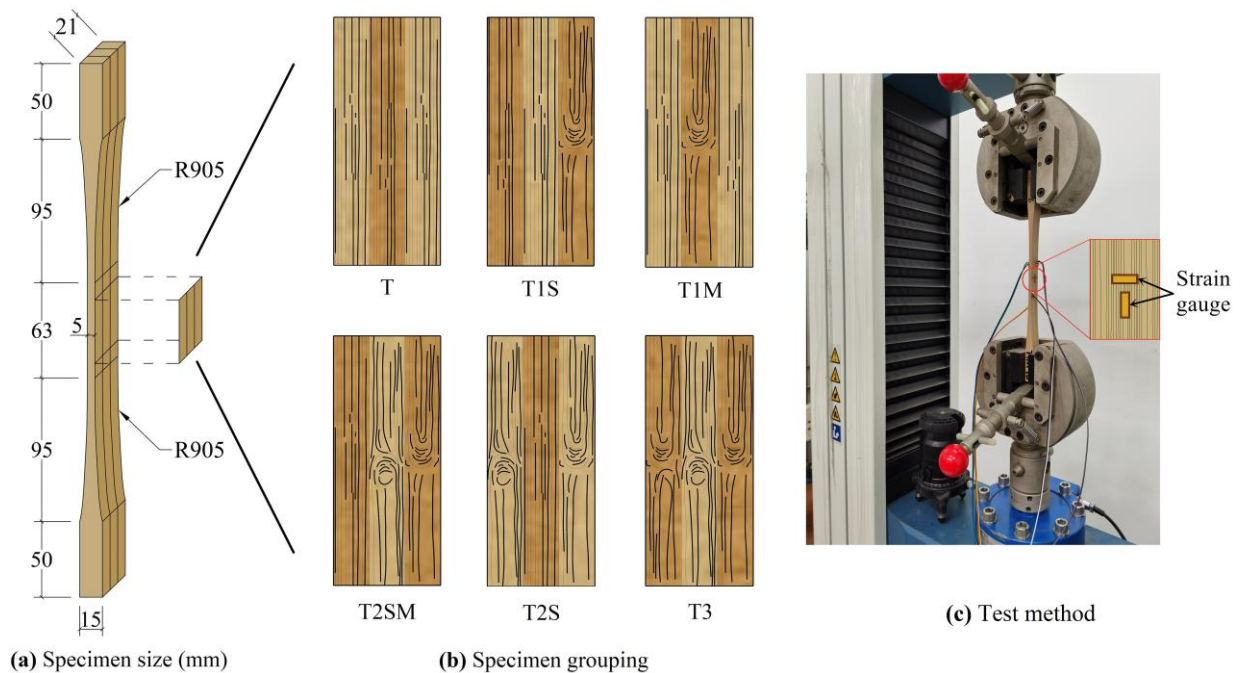 21
50
R905
95
63
5
R905
95
50
15
(a) Specimen size (mm)
T
T1S
T1M
T2SM
T2S
T3
(b) Specimen grouping
Strain
gauge
(c) Test method